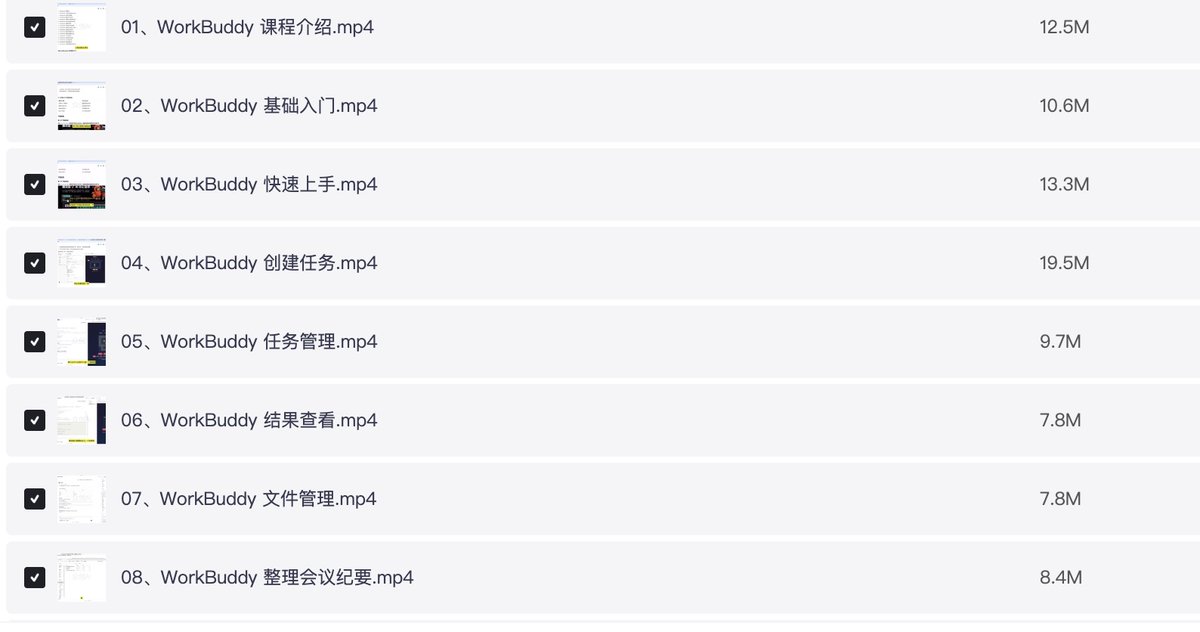 01、WorkBuddy 课程介绍.mp4 12.5M
02、WorkBuddy 基础入门.mp4 10.6M
03、WorkBuddy 快速上手.mp4 13.3M
04、WorkBuddy 创建任务.mp4 19.5M
05、WorkBuddy 任务管理.mp4 9.7M
06、WorkBuddy 结果查看.mp4 7.8M
07、WorkBuddy 文件管理.mp4 7.8M
08、WorkBuddy 整理会议纪要.mp4 8.4M